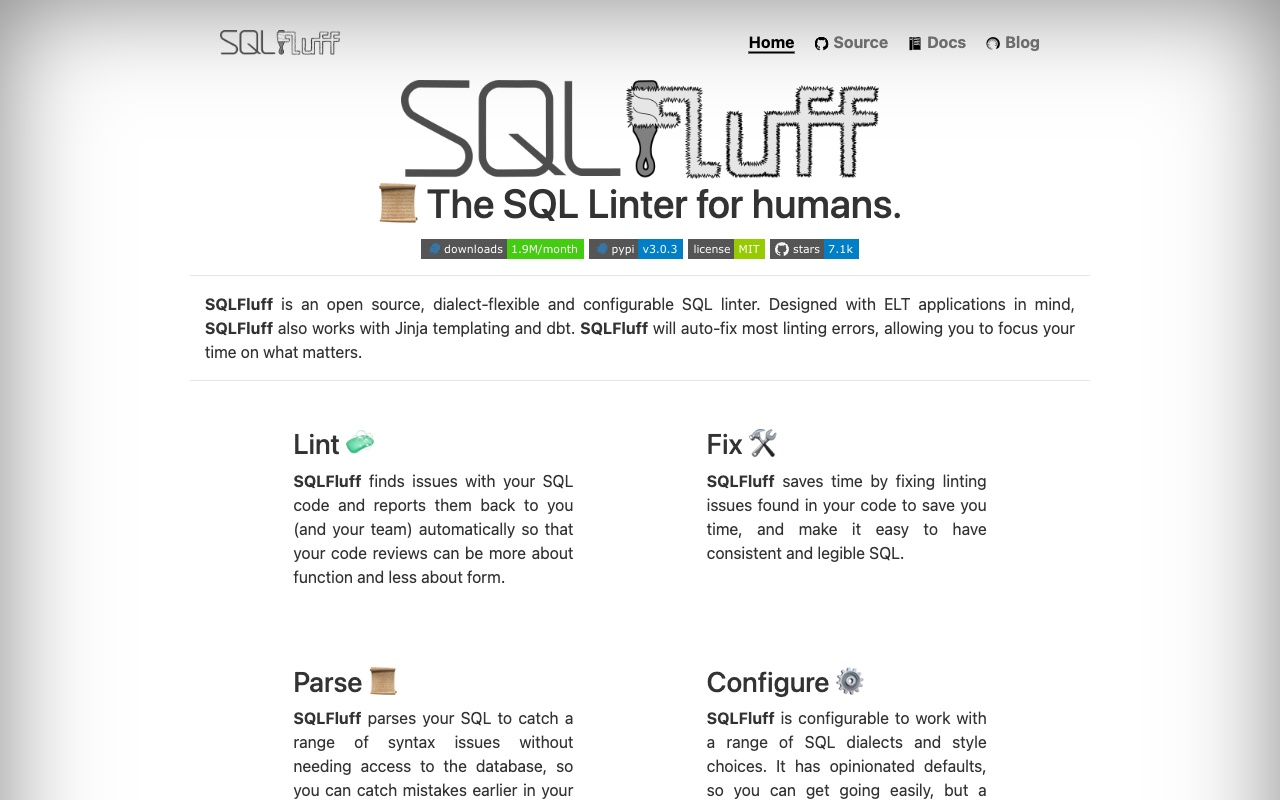 SQLFluff
Home Source Docs Blog
SQLFluff
The SQL Linter for humans.
downloads 1.9M/month pypi v3.0.3 license MIT stars 7.1k
SQLFluff is an open source, dialect-flexible and configurable SQL linter. Designed with ELT applications in mind,
SQLFluff also works with Jinja templating and dbt. SQLFluff will auto-fix most linting errors, allowing you to focus your
time on what matters.
Lint
SQLFluff finds issues with your SQL
code and reports them back to you
(and your team) automatically so that
your code reviews can be more about
function and less about form.
Fix
SQLFluff saves time by fixing linting
issues found in your code to save you
time, and make it easy to have
consistent and legible SQL.
Parse
SQLFluff parses your SQL to catch a
range of syntax issues without
needing access to the database, so
you can catch mistakes earlier in your
Configure
SQLFluff is configurable to work with
a range of SQL dialects and style
choices. It has opinionated defaults,
so you can get going easily, but a